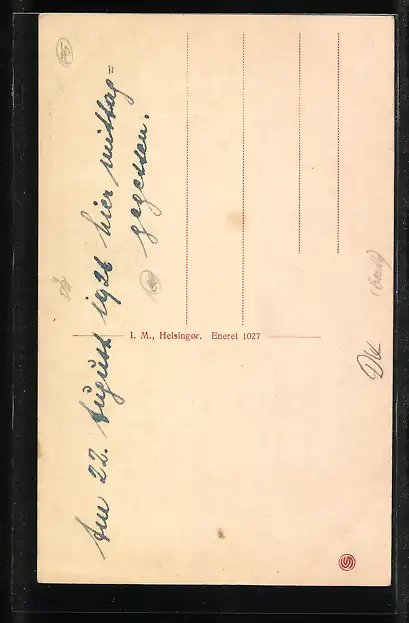 Am 22. August 1926 hier mittag=
gegessen.
I. M., Helsingør. Eneret 1027
DK